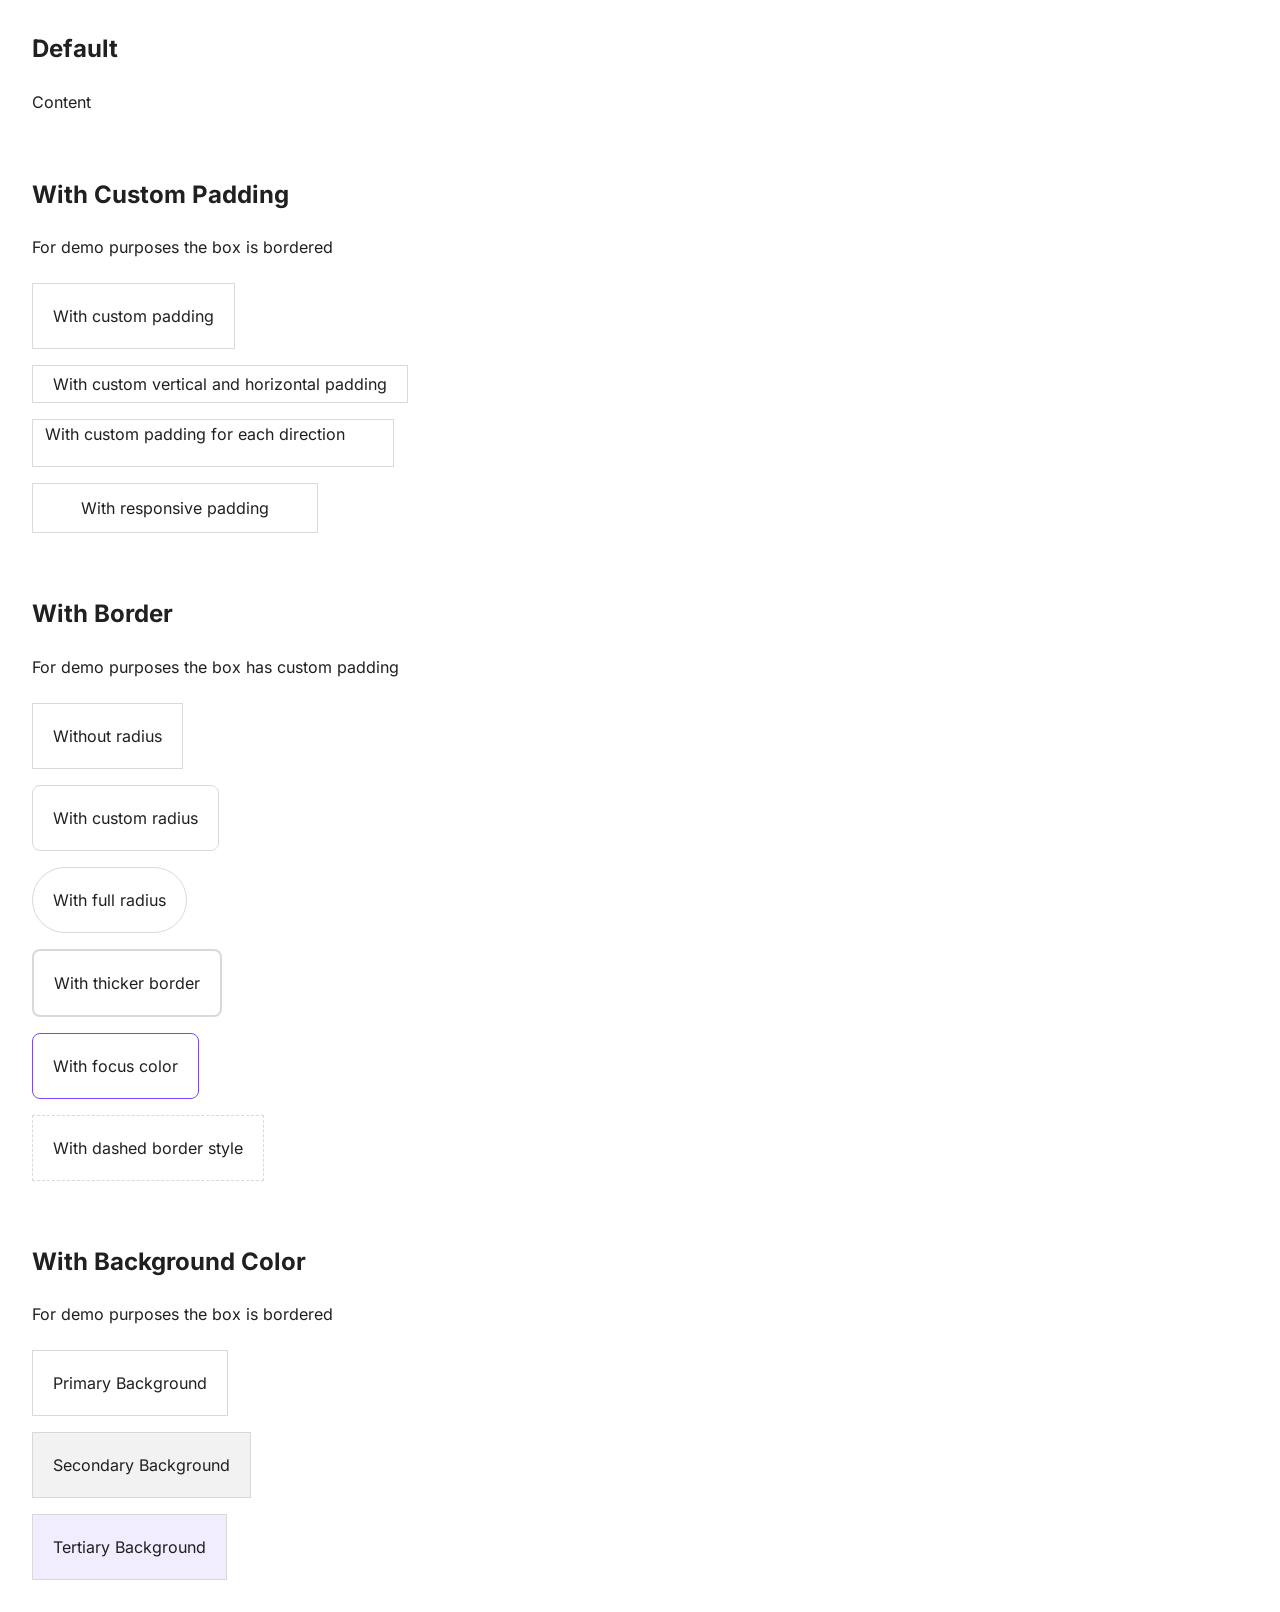 Default
Content
With Custom Padding
For demo purposes the box is bordered
With custom padding
With custom vertical and horizontal padding
With custom padding for each direction
With responsive padding
With Border
For demo purposes the box has custom padding
Without radius
With custom radius
With full radius
With thicker border
With focus color
With dashed border style
With Background Color
For demo purposes the box is bordered
Primary Background
Secondary Background
Tertiary Background